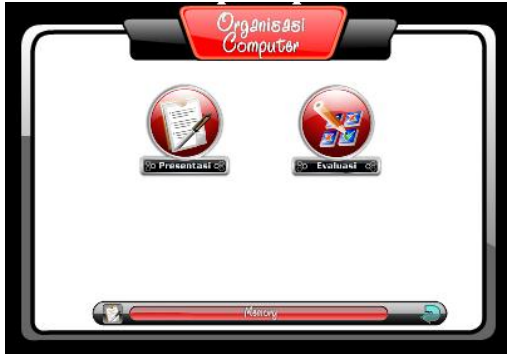 Organisasi
Computer
Presentasi
Evaluasi
Memory